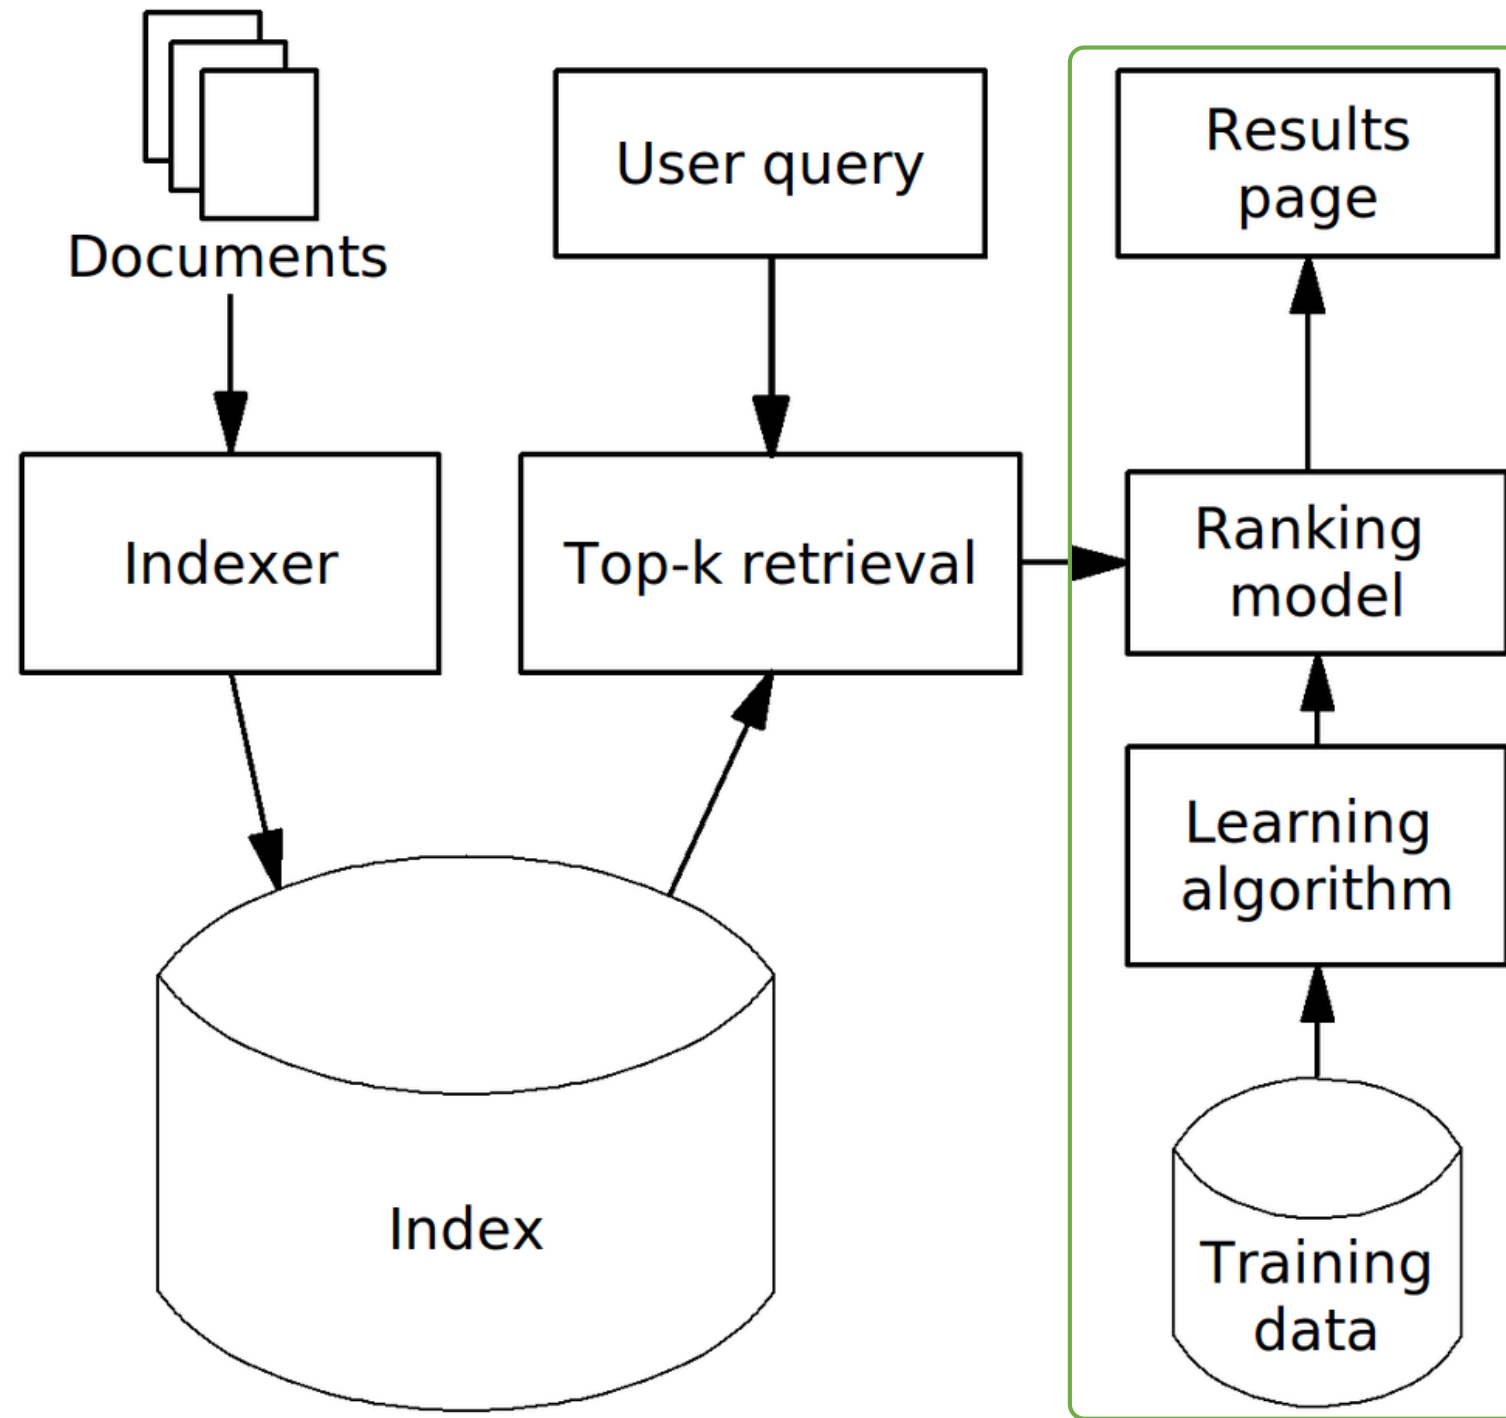 Documents
User query
Results
page
Indexer
Top-k retrieval
Ranking
model
Learning
algorithm
Index
Training
data